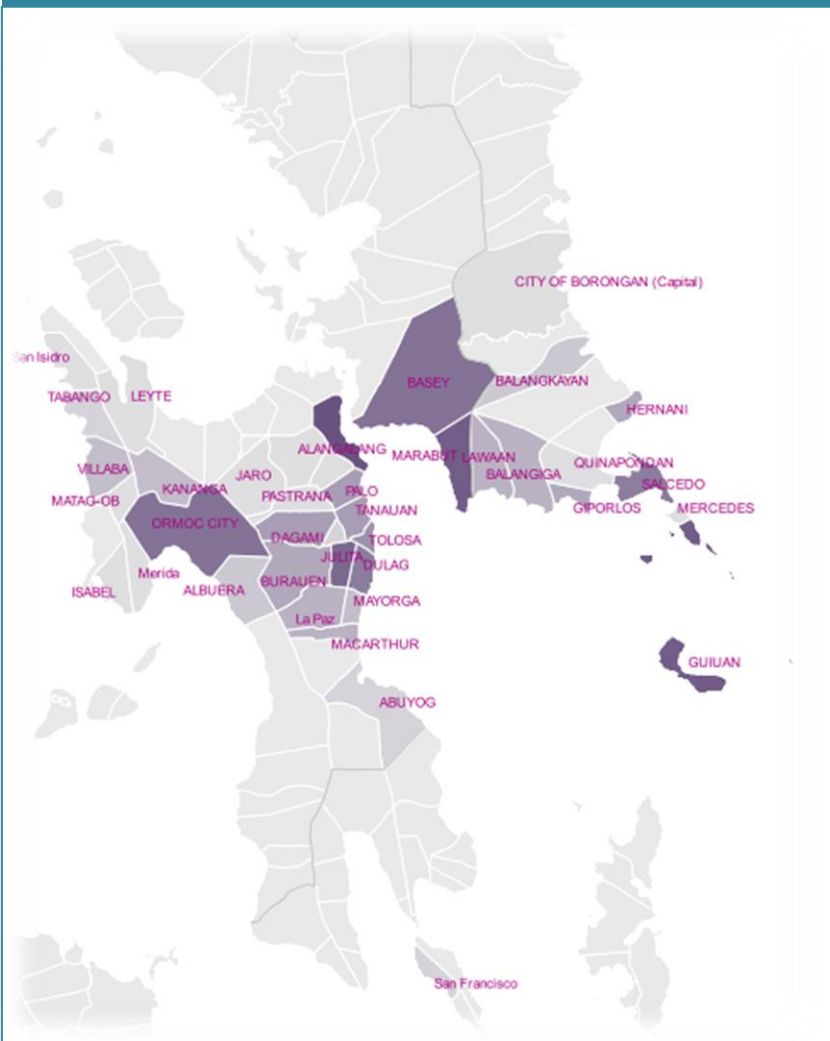 CITY OF BORONGAN (Capital)
San Isidro
BASEY
BALANGKAYAN
TABANGO
LEYTE
HERNANI
ALANGALANG
MARABUT
LAWAAN
QUINAPONDAN
VILLABA
JARO
BALANGIGA
SALCEDO
KANANGA
PASTRANA
PALO
MATAG-OB
GIPORLOS
MERCEDES
TANAUAN
ORMOC CITY
DAGAMI
TOLOSA
JULITA
DULAG
Merida
BURAUEN
ISABEL
ALBUERA
MAYORGA
La Paz
MACARTHUR
GUIUAN
ABUYOG
San Francisco